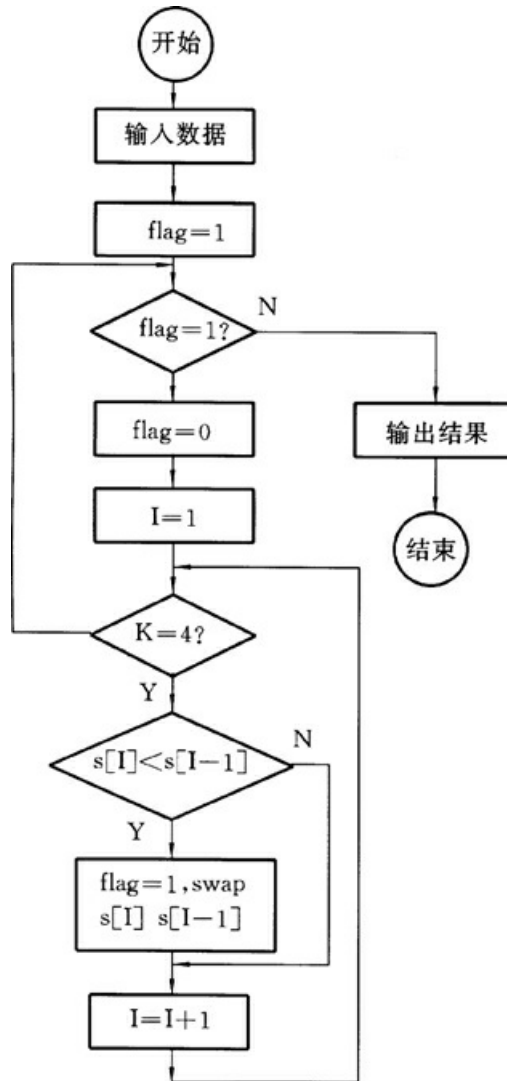 开始
输入数据
flag=1
flag=1?
N
flag=0
输出结果
I=1
结束
K=4?
Y
s[I]<s[I-1]
N
Y
flag=1,swap
s[I] s[I-1]
I=I+1